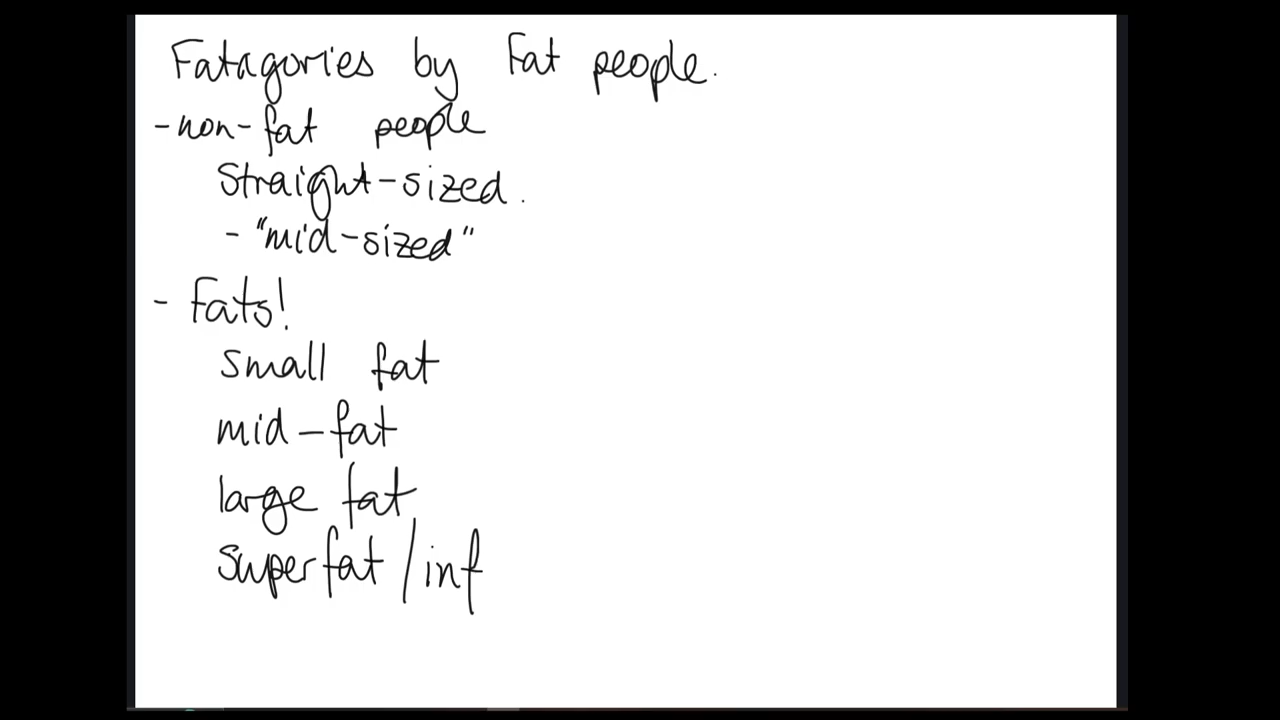 Fatagories by Fat people.
- non-fat people
Straight-sized.
- "mid-sized"
- Fats!
small fat
mid-fat
large fat
superfat/inf